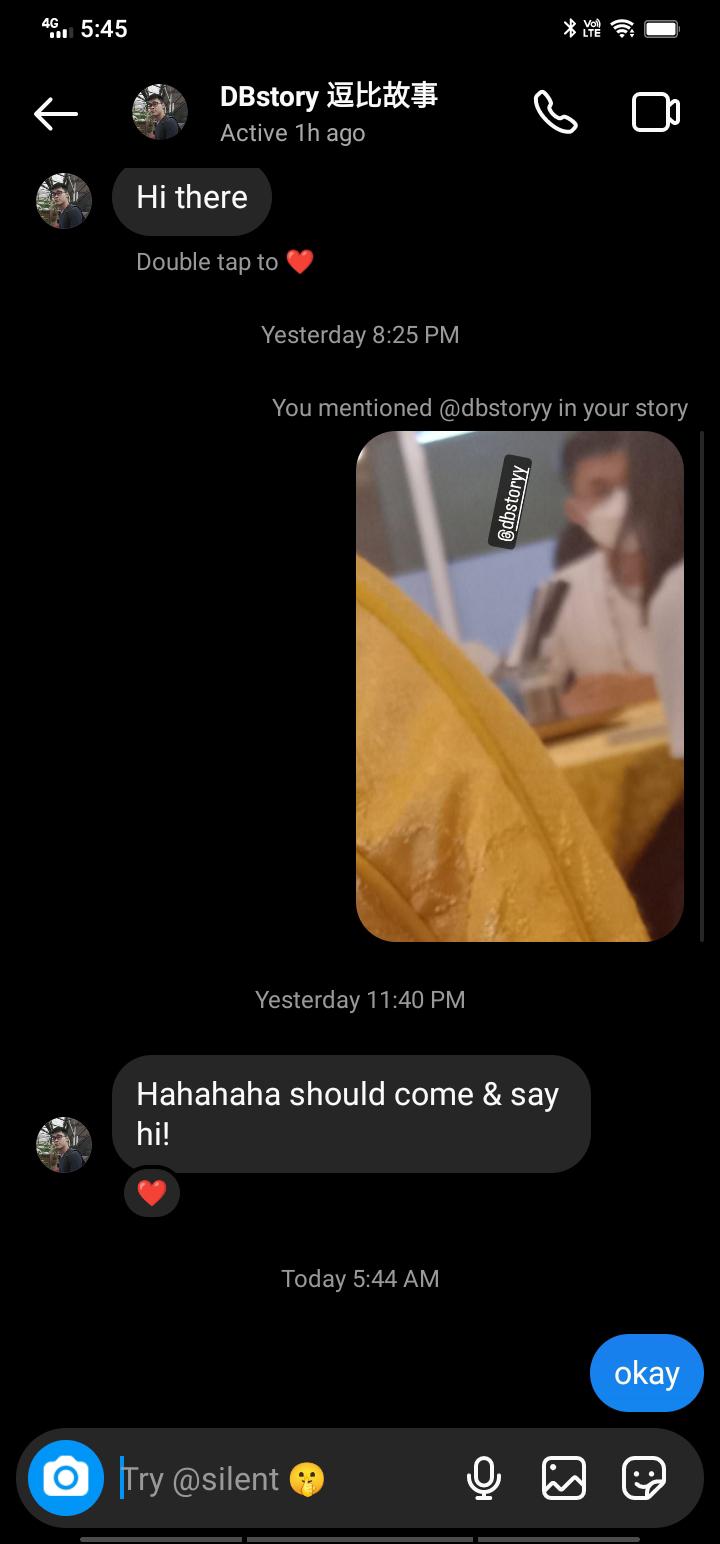 4G 5:45 Vo) LTE
DBstory 逗比故事
Active 1h ago
Hi there
Double tap to ❤️
Yesterday 8:25 PM
You mentioned @dbstoryy in your story
@dbstoryy
Yesterday 11:40 PM
Hahahaha should come & say
hi!
❤️
Today 5:44 AM
okay
Try @silent 🤫